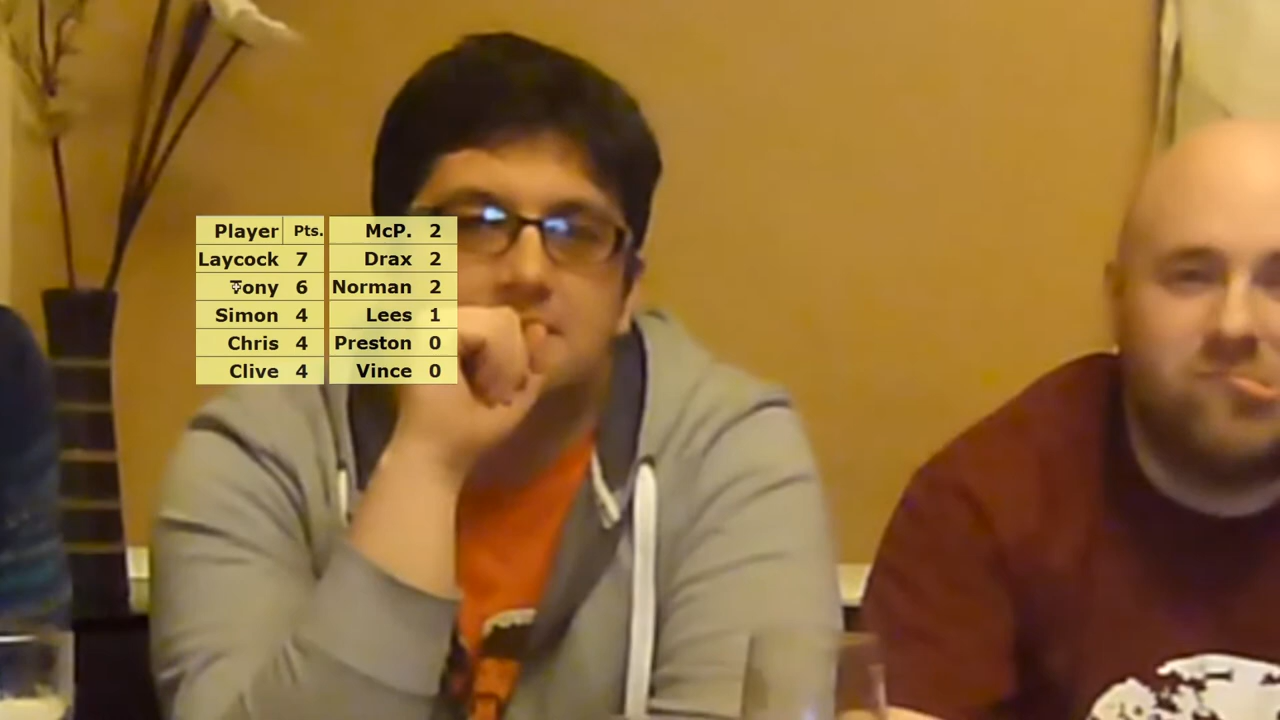 Player Pts.
Laycock 7
Tony 6
Simon 4
Chris 4
Clive 4
McP. 2
Drax 2
Norman 2
Lees 1
Preston 0
Vince 0